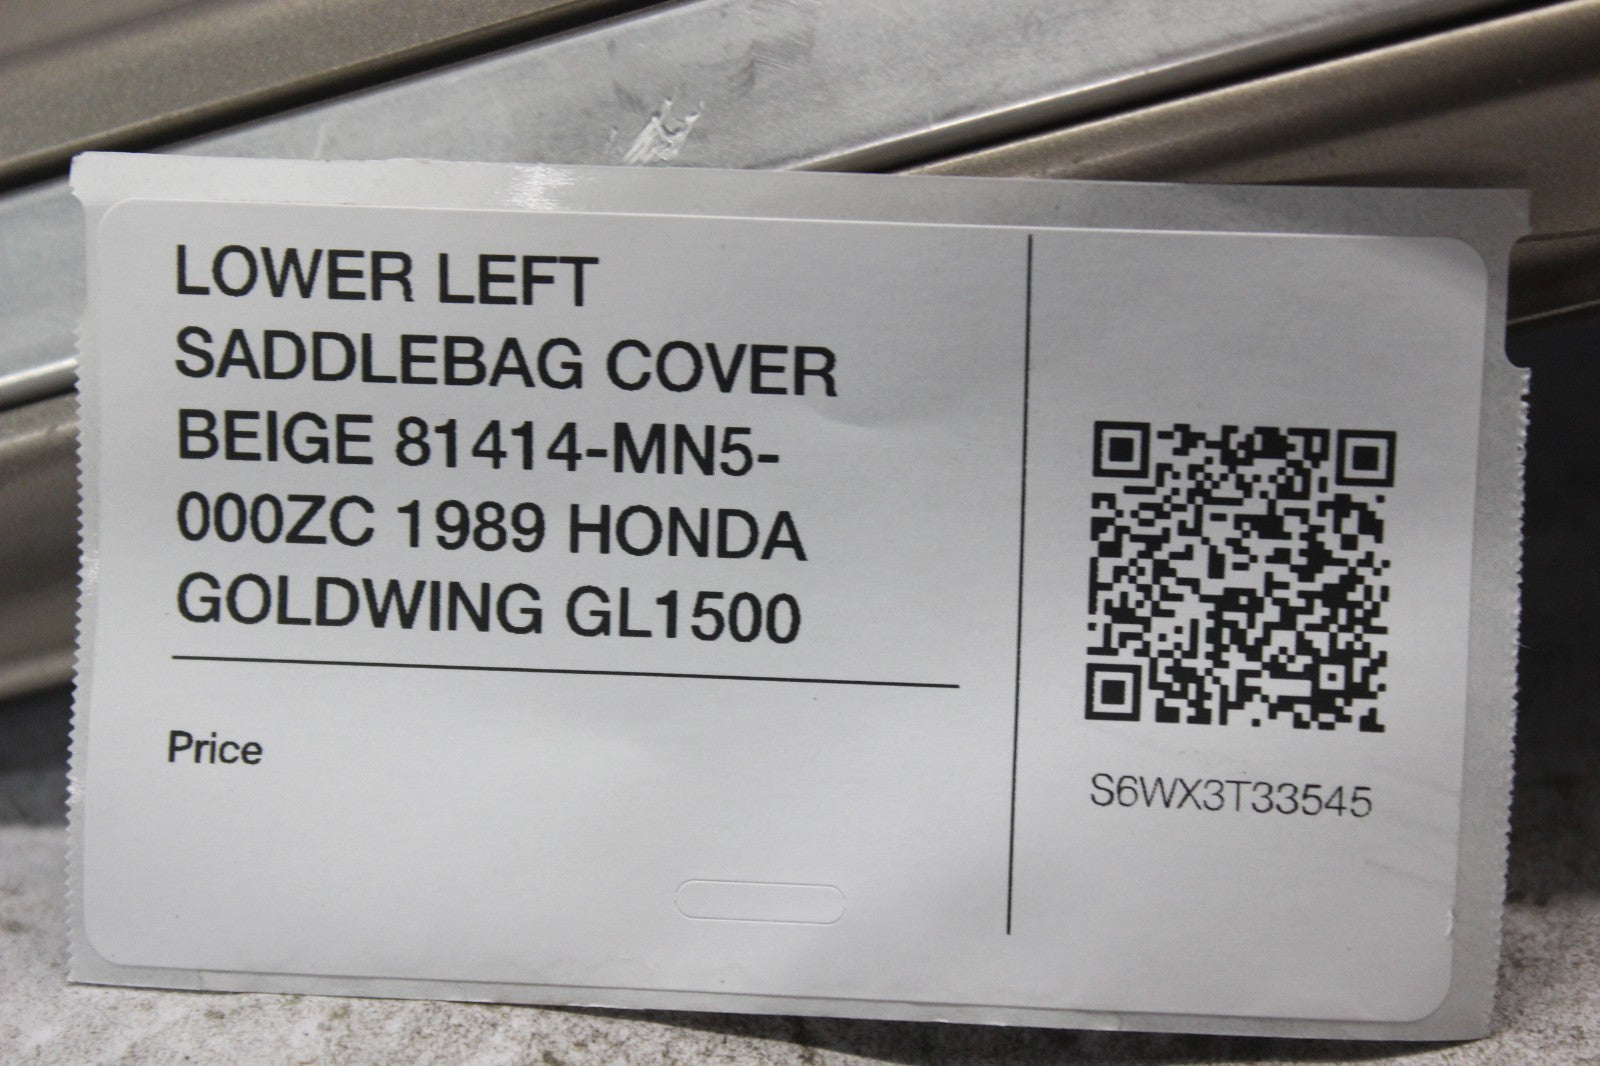 LOWER LEFT
SADDLEBAG COVER
BEIGE 81414-MN5-
000ZC 1989 HONDA
GOLDWING GL1500
Price
S6WX3T33545